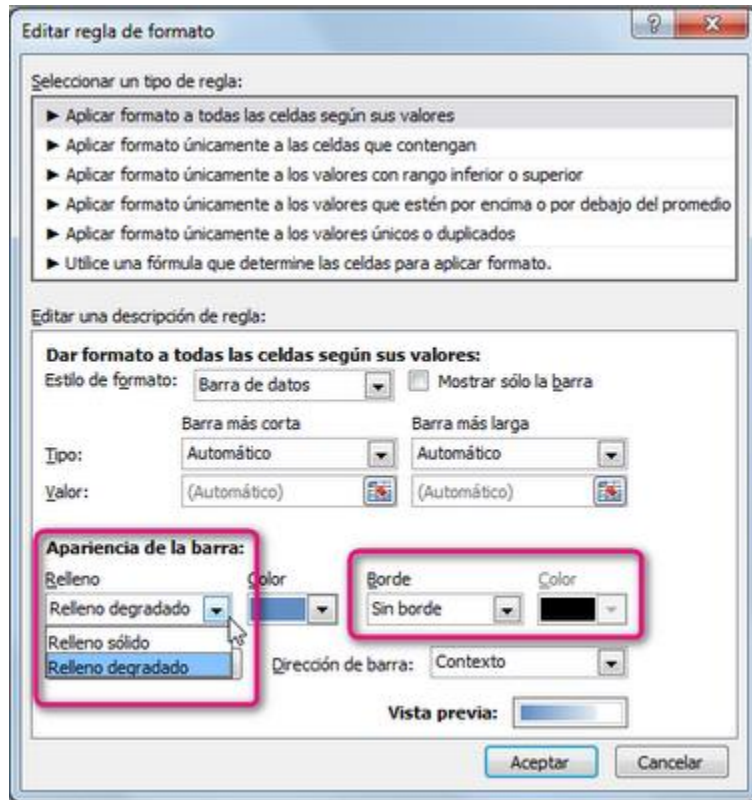 Editar regla de formato
Seleccionar un tipo de regla:
► Aplicar formato a todas las celdas según sus valores
► Aplicar formato únicamente a las celdas que contengan
► Aplicar formato únicamente a los valores con rango inferior o superior
► Aplicar formato únicamente a los valores que estén por encima o por debajo del promedio
► Aplicar formato únicamente a los valores únicos o duplicados
► Utilice una fórmula que determine las celdas para aplicar formato.
Editar una descripción de regla:
Dar formato a todas las celdas según sus valores:
Estilo de formato: Barra de datos Mostrar sólo la barra
Barra más corta Barra más larga
Tipo: Automático Automático
Valor: (Automático) (Automático)
Apariencia de la barra:
Relleno Color Borde Color
Relleno degradado Sin borde
Relleno sólido
Relleno degradado Dirección de barra: Contexto
Vista previa:
Aceptar Cancelar